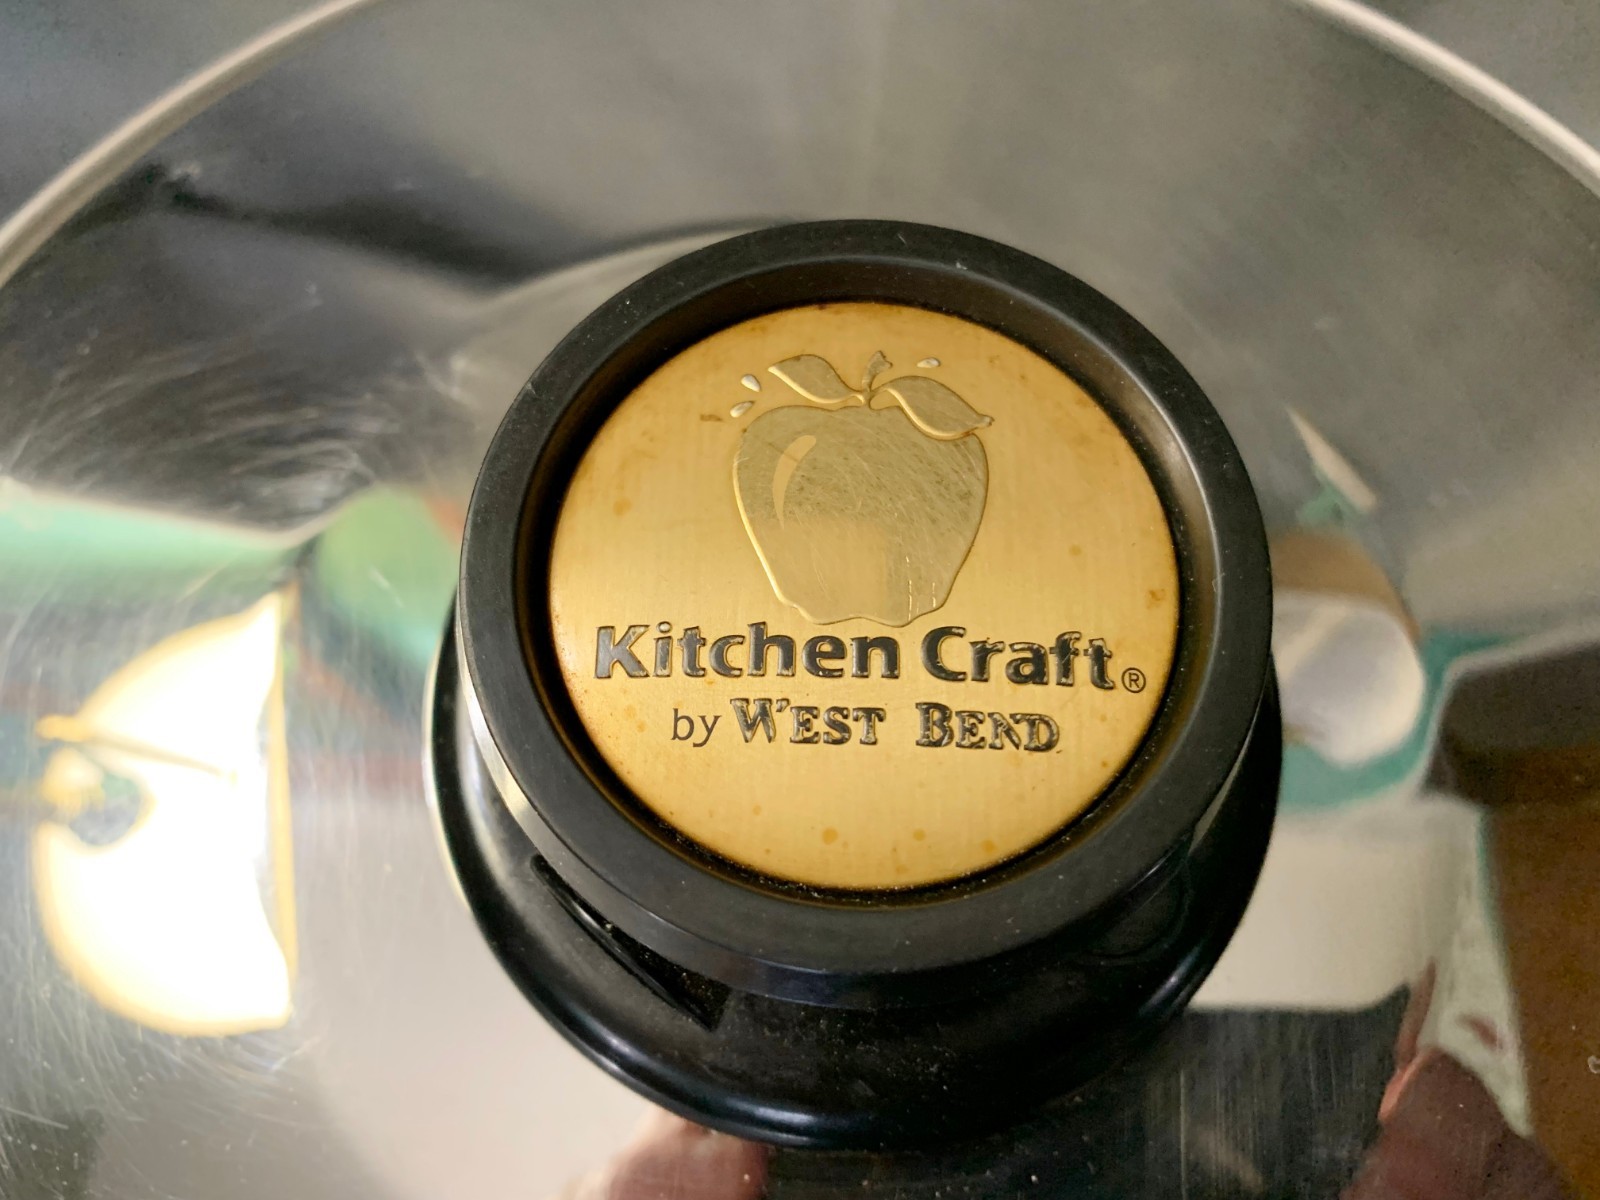 Kitchen Craft®
by WEST BEND